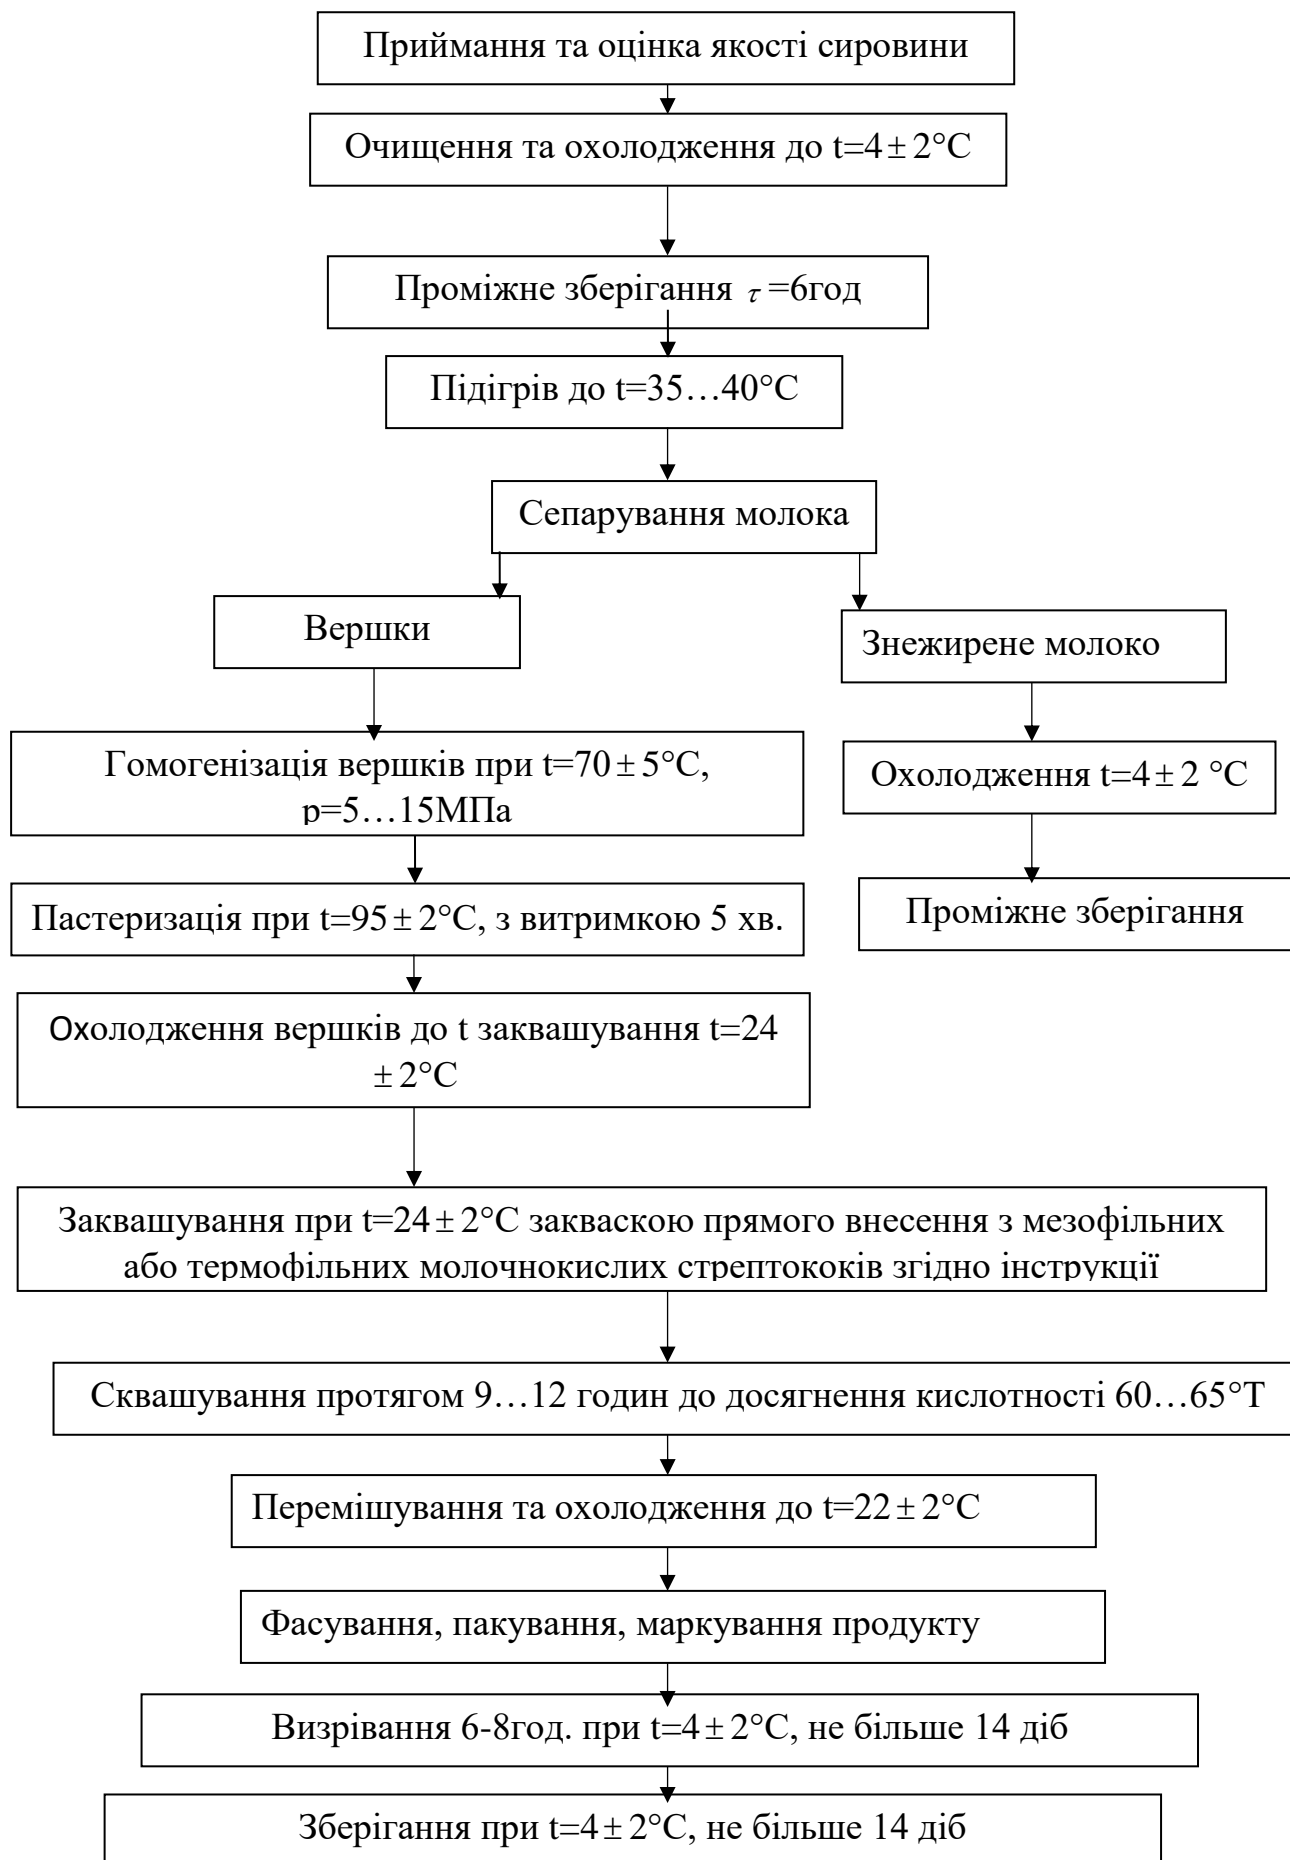 Приймання та оцінка якості сировини
Очищення та охолодження до t=4±2°С
Проміжне зберігання τ=6год
Підігрів до t=35…40°С
Сепарування молока
Вершки
Знежирене молоко
Гомогенізація вершків при t=70±5°С,
р=5…15МПа
Охолодження t=4±2 °С
Пастеризація при t=95±2°С, з витримкою 5 хв.
Проміжне зберігання
Охолодження вершків до t заквашування t=24
±2°С
Заквашування при t=24±2°С закваскою прямого внесення з мезофільних
або термофільних молочнокислих стрептококів згідно інструкції
Сквашування протягом 9…12 годин до досягнення кислотності 60…65°Т
Перемішування та охолодження до t=22±2°С
Фасування, пакування, маркування продукту
Визрівання 6-8год. при t=4±2°С, не більше 14 діб
Зберігання при t=4±2°С, не більше 14 діб